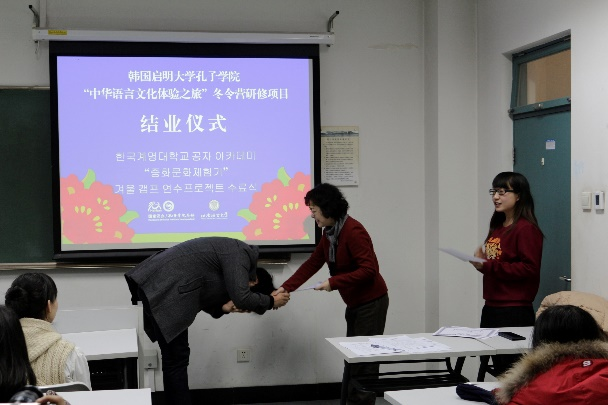 韩国启明大学孔子学院
“中华语言文化体验之旅”冬令营研修项目
结业仪式
한국계명대학교 공자 아카데미
“중화문화체험기”
겨울 캠프 연수프로젝트 수료식